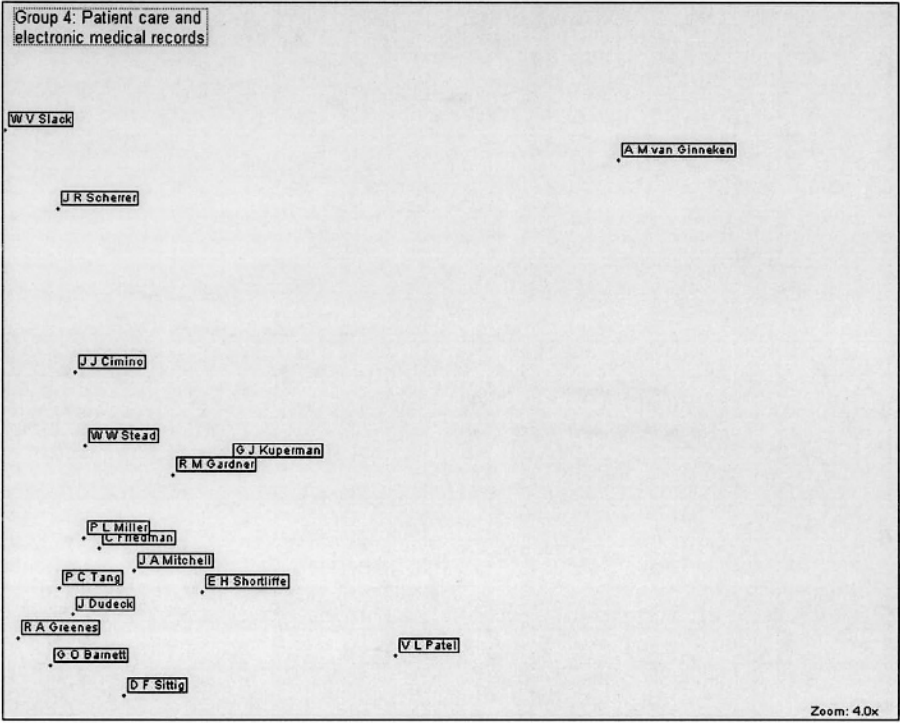 Group 4: Patient care and
electronic medical records
W V Slack
A M van Ginneken
J R Scherrer
J J Cimino
W W Stead
G J Kuperman
R M Gardner
P L Miller
C Friedman
J A Mitchell
P C Tang
E H Shortliffe
J Dudeck
R A Greenes
V L Patel
G O Barnett
D F Sittig
Zoom: 4.0x